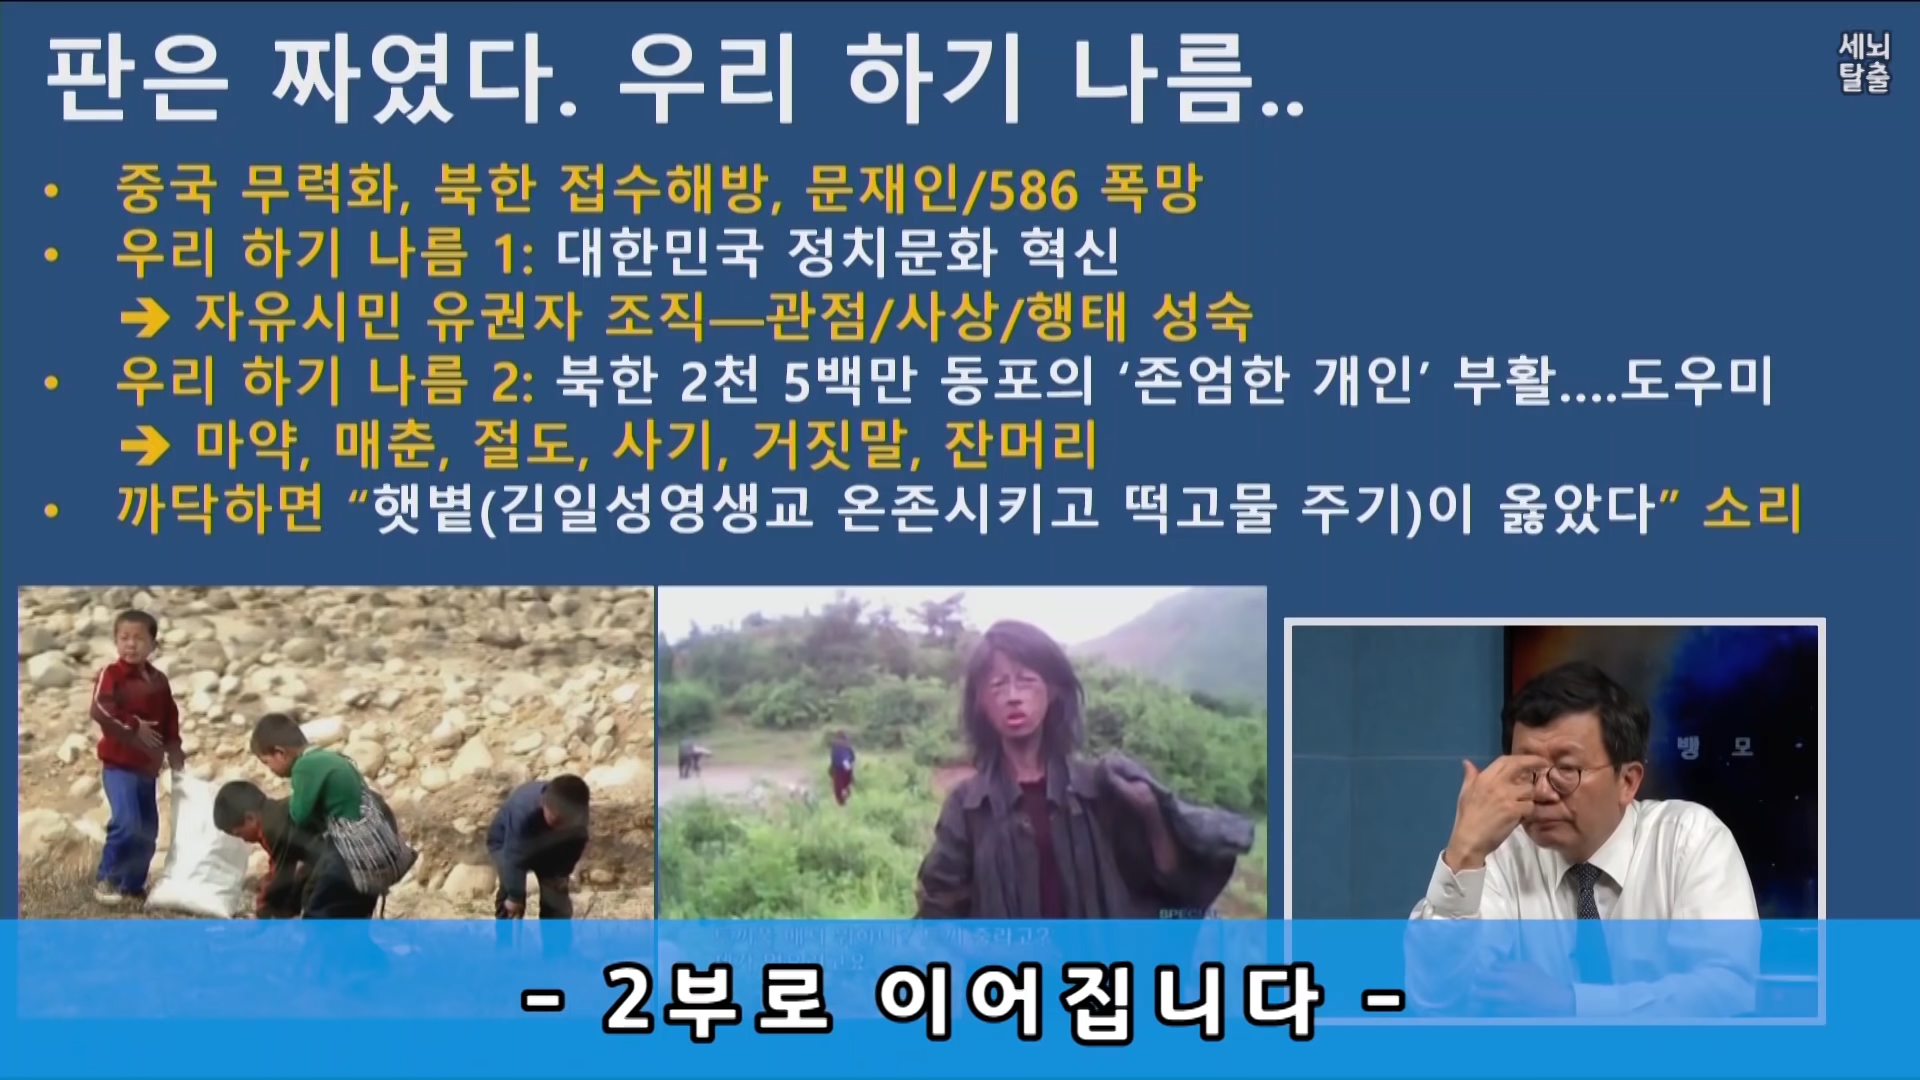 판은 짜였다. 우리 하기 나름..
세뇌
탈출
• 중국 무력화, 북한 접수해방, 문재인/586 폭망
• 우리 하기 나름 1: 대한민국 정치문화 혁신
➔ 자유시민 유권자 조직—관점/사상/행태 성숙
• 우리 하기 나름 2: 북한 2천 5백만 동포의 ‘존엄한 개인’ 부활....도우미
➔ 마약, 매춘, 절도, 사기, 거짓말, 잔머리
• 까닥하면 “햇볕(김일성영생교 온존시키고 떡고물 주기)이 옳았다” 소리
뱅 모
SPECIAL
- 2부로 이어집니다 -